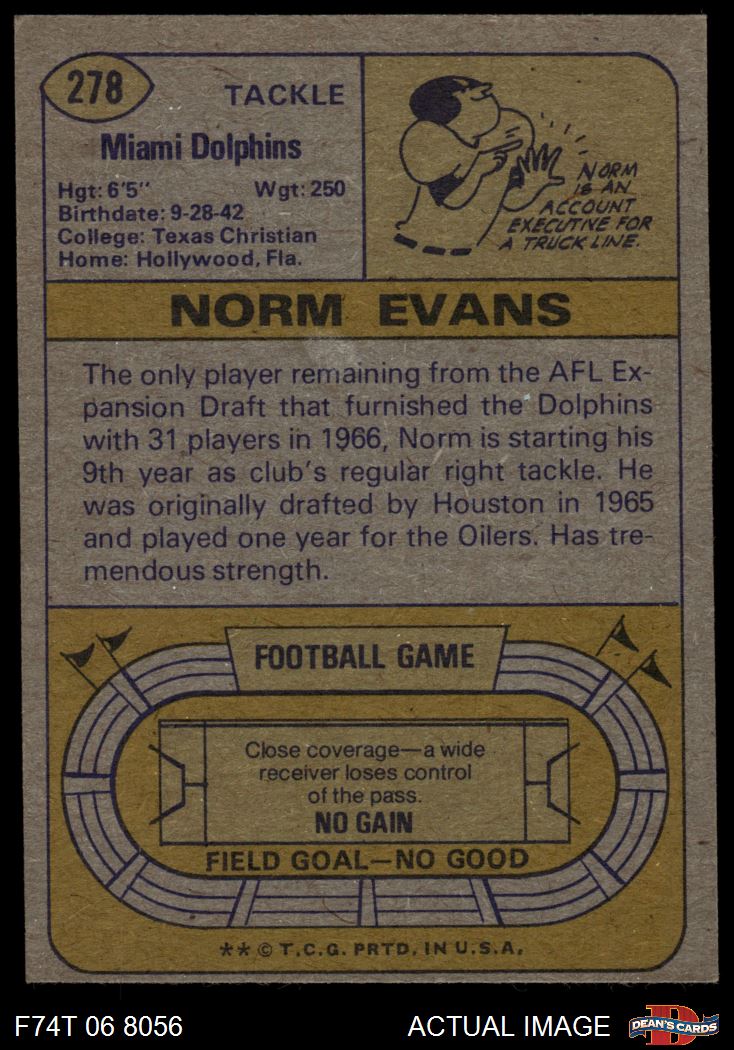 278
TACKLE
Miami Dolphins
Hgt: 6'5" Wgt: 250
Birthdate: 9-28-42
College: Texas Christian
Home: Hollywood, Fla.
NORM
IS AN
ACCOUNT
EXECUTIVE FOR
A TRUCK LINE.
NORM EVANS
The only player remaining from the AFL Ex-
pansion Draft that furnished the Dolphins
with 31 players in 1966, Norm is starting his
9th year as club's regular right tackle. He
was originally drafted by Houston in 1965
and played one year for the Oilers. Has tre-
mendous strength.
FOOTBALL GAME
Close coverage—a wide
receiver loses control
of the pass.
NO GAIN
FIELD GOAL—NO GOOD
** © T.C.G. PRTD. IN U.S.A.
F74T 06 8056 ACTUAL IMAGE
DEAN'S CARDS